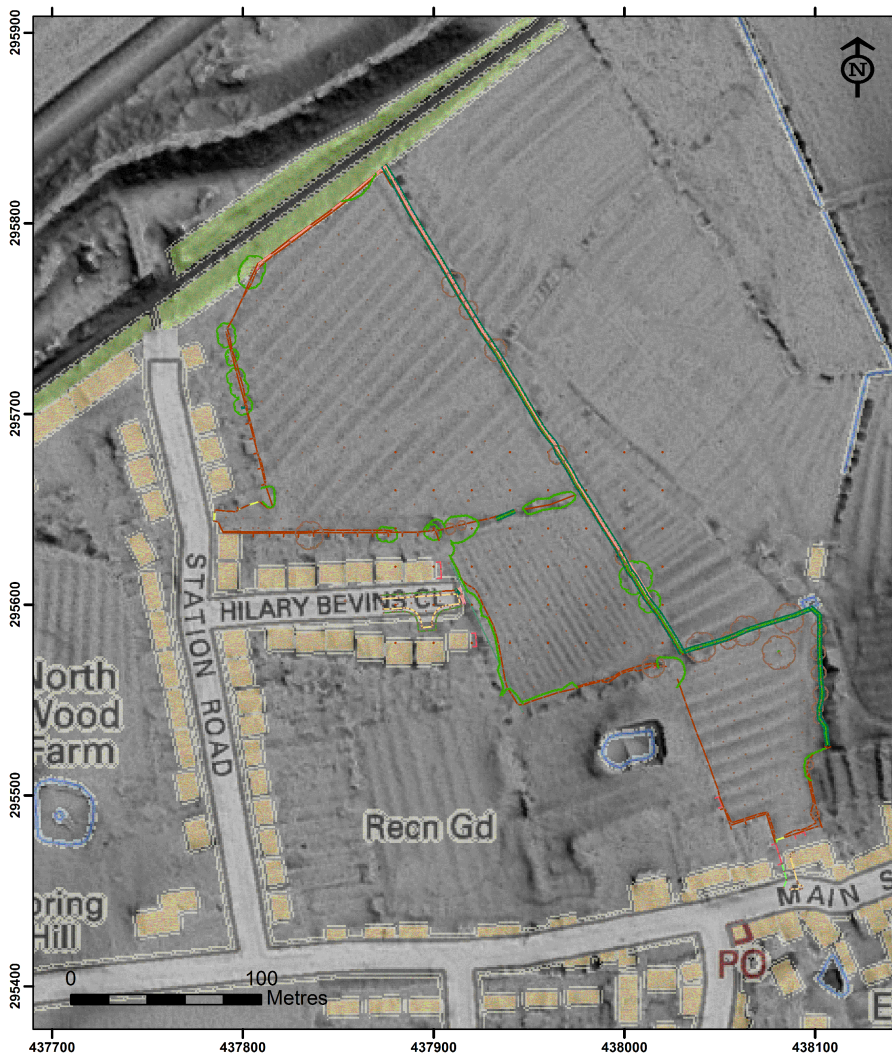 N
295900
295800
295700
295600
295500
295400
STATION ROAD
HILARY BEVINS CL
North
Wood
Farm
Recn Gd
pring
Hill
MAIN S
PO
E
0 100
Metres
437700 437800 437900 438000 438100